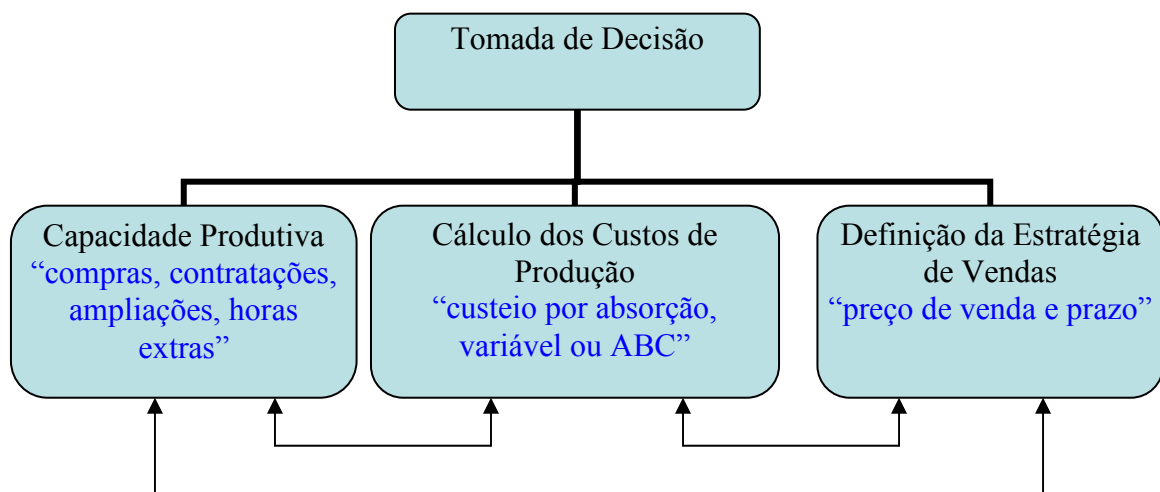 Tomada de Decisão
Capacidade Produtiva
“compras, contratações,
ampliações, horas
extras”
Cálculo dos Custos de
Produção
“custeio por absorção,
variável ou ABC”
Definição da Estratégia
de Vendas
“preço de venda e prazo”